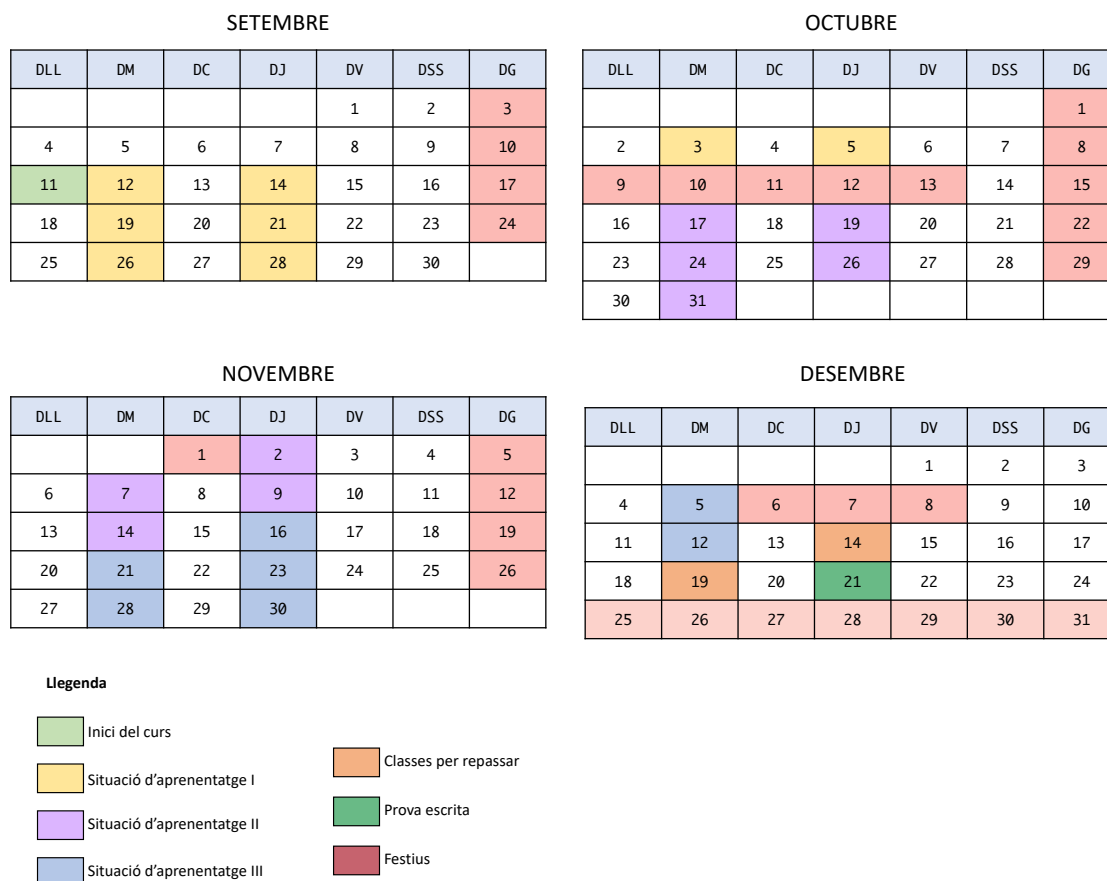 SETEMBRE
DLL DM DC DJ DV DSS DG
1 2 3
4 5 6 7 8 9 10
11 12 13 14 15 16 17
18 19 20 21 22 23 24
25 26 27 28 29 30
OCTUBRE
DLL DM DC DJ DV DSS DG
1
2 3 4 5 6 7 8
9 10 11 12 13 14 15
16 17 18 19 20 21 22
23 24 25 26 27 28 29
30 31
NOVEMBRE
DLL DM DC DJ DV DSS DG
1 2 3 4 5
6 7 8 9 10 11 12
13 14 15 16 17 18 19
20 21 22 23 24 25 26
27 28 29 30
DESEMBRE
DLL DM DC DJ DV DSS DG
1 2 3
4 5 6 7 8 9 10
11 12 13 14 15 16 17
18 19 20 21 22 23 24
25 26 27 28 29 30 31
Llegenda
Inici del curs
Situació d'aprenentatge I
Situació d'aprenentatge II
Situació d'aprenentatge III
Classes per repassar
Prova escrita
Festius